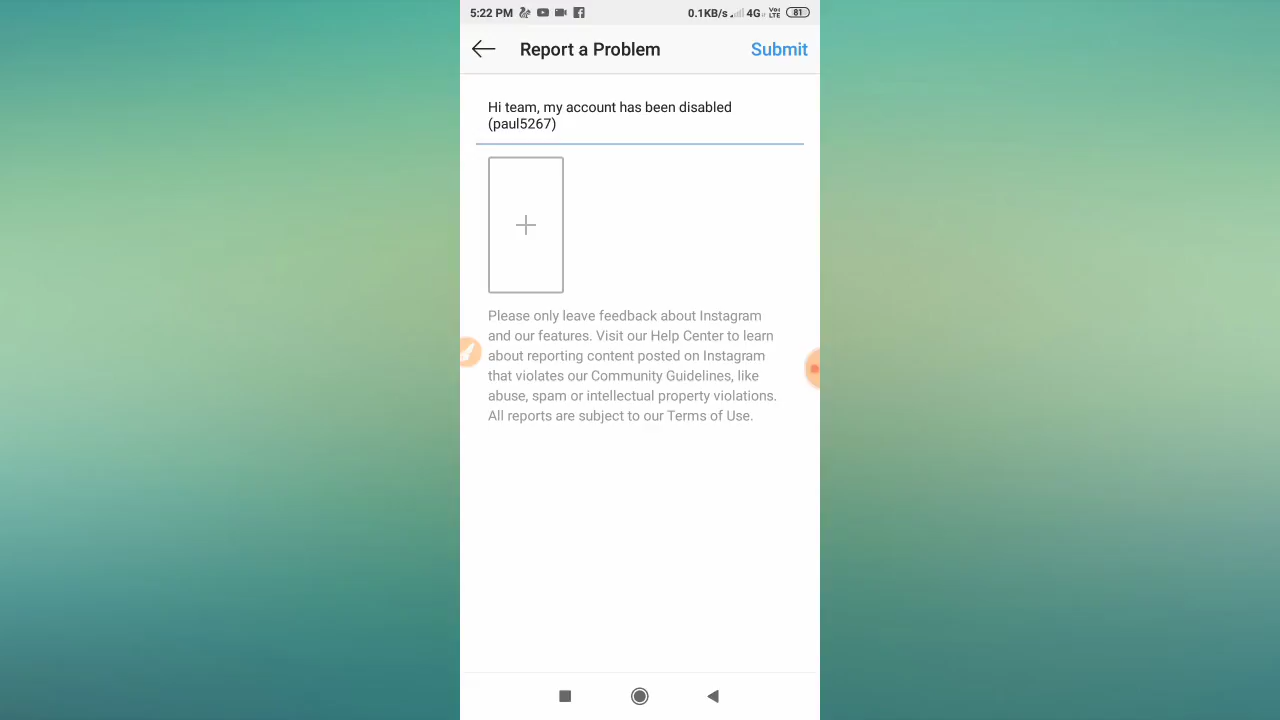 5:22 PM 0.1KB/s 4G Vo) LTE 81
Report a Problem Submit
Hi team, my account has been disabled
(paul5267)
Please only leave feedback about Instagram
and our features. Visit our Help Center to learn
about reporting content posted on Instagram
that violates our Community Guidelines, like
abuse, spam or intellectual property violations.
All reports are subject to our Terms of Use.